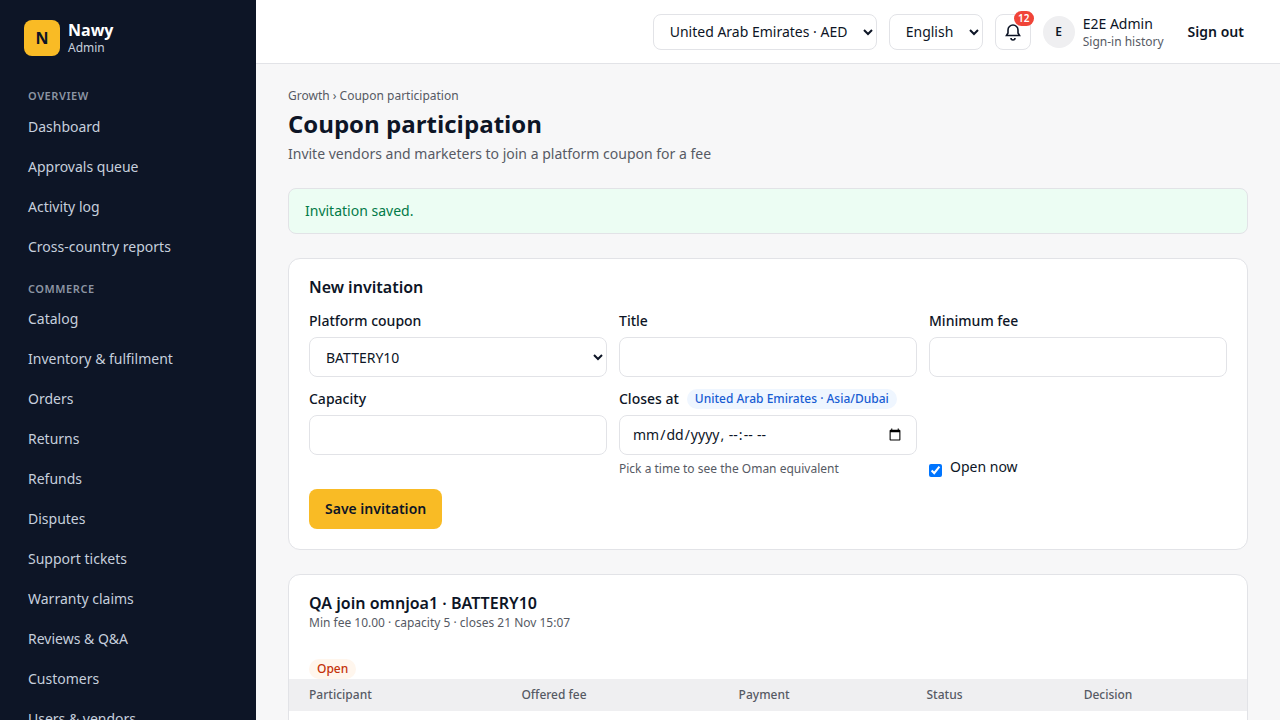 N
Nawy
Admin
United Arab Emirates · AED
English
12
E
E2E Admin
Sign-in history
Sign out
OVERVIEW
Dashboard
Approvals queue
Activity log
Cross-country reports
COMMERCE
Catalog
Inventory & fulfilment
Orders
Returns
Refunds
Disputes
Support tickets
Warranty claims
Reviews & Q&A
Customers
Users & vendors
Growth › Coupon participation
Coupon participation
Invite vendors and marketers to join a platform coupon for a fee
Invitation saved.
New invitation
Platform coupon
Title
Minimum fee
BATTERY10
Capacity
Closes at
United Arab Emirates · Asia/Dubai
mm/dd/yyyy, --:-- --
Pick a time to see the Oman equivalent
Open now
Save invitation
QA join omnjoa1 · BATTERY10
Min fee 10.00 · capacity 5 · closes 21 Nov 15:07
Open
Participant
Offered fee
Payment
Status
Decision